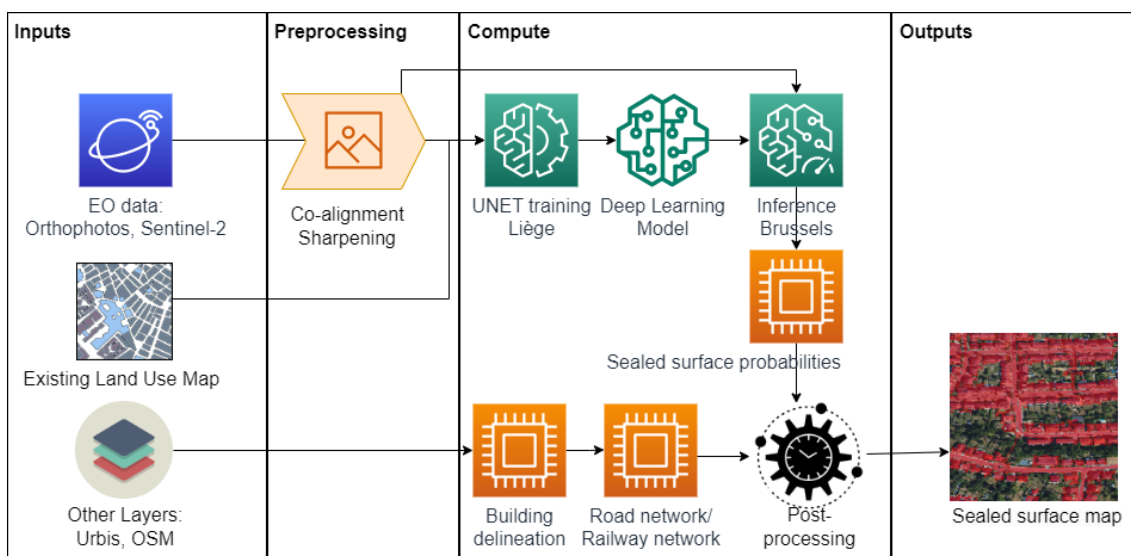 Inputs
Preprocessing
Compute
Outputs
EO data:
Orthophotos, Sentinel-2
Co-alignment
Sharpening
UNET training
Liège
Deep Learning
Model
Inference
Brussels
Existing Land Use Map
Sealed surface probabilities
Other Layers:
Urbis, OSM
Building
delineation
Road network/
Railway network
Post-
processing
Sealed surface map